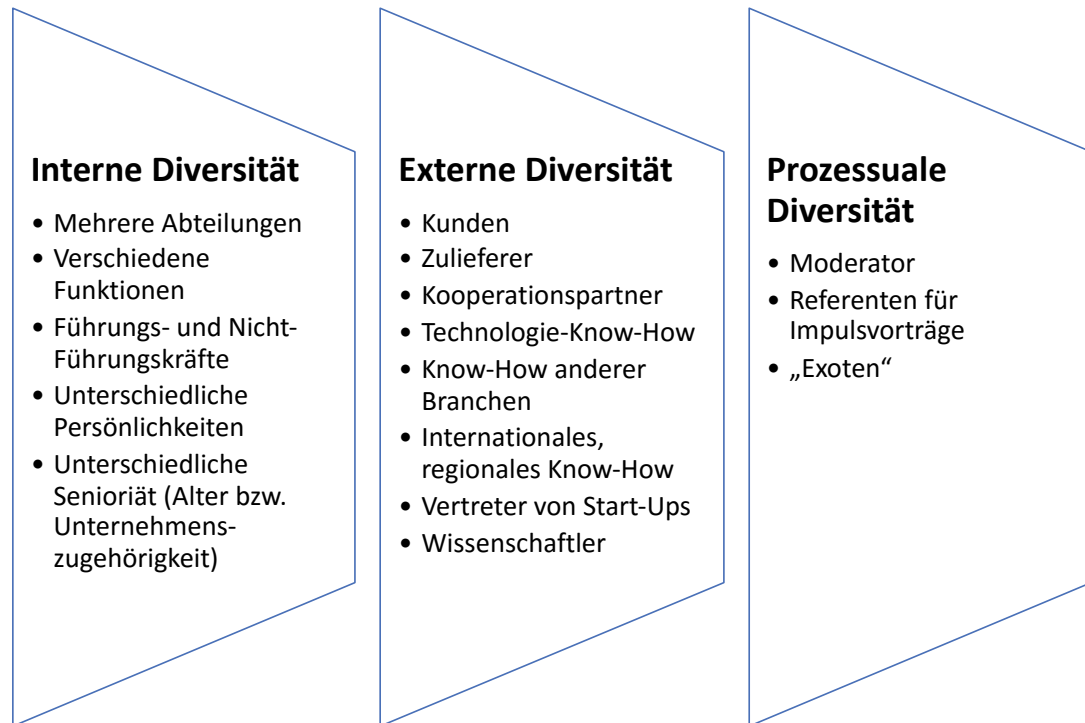 Interne Diversität
• Mehrere Abteilungen
• Verschiedene
Funktionen
• Führungs- und Nicht-
Führungskräfte
• Unterschiedliche
Persönlichkeiten
• Unterschiedliche
Senioriät (Alter bzw.
Unternehmens-
zugehörigkeit)
Externe Diversität
• Kunden
• Zulieferer
• Kooperationspartner
• Technologie-Know-How
• Know-How anderer
Branchen
• Internationales,
regionales Know-How
• Vertreter von Start-Ups
• Wissenschaftler
Prozessuale
Diversität
• Moderator
• Referenten für
Impulsvorträge
• „Exoten“